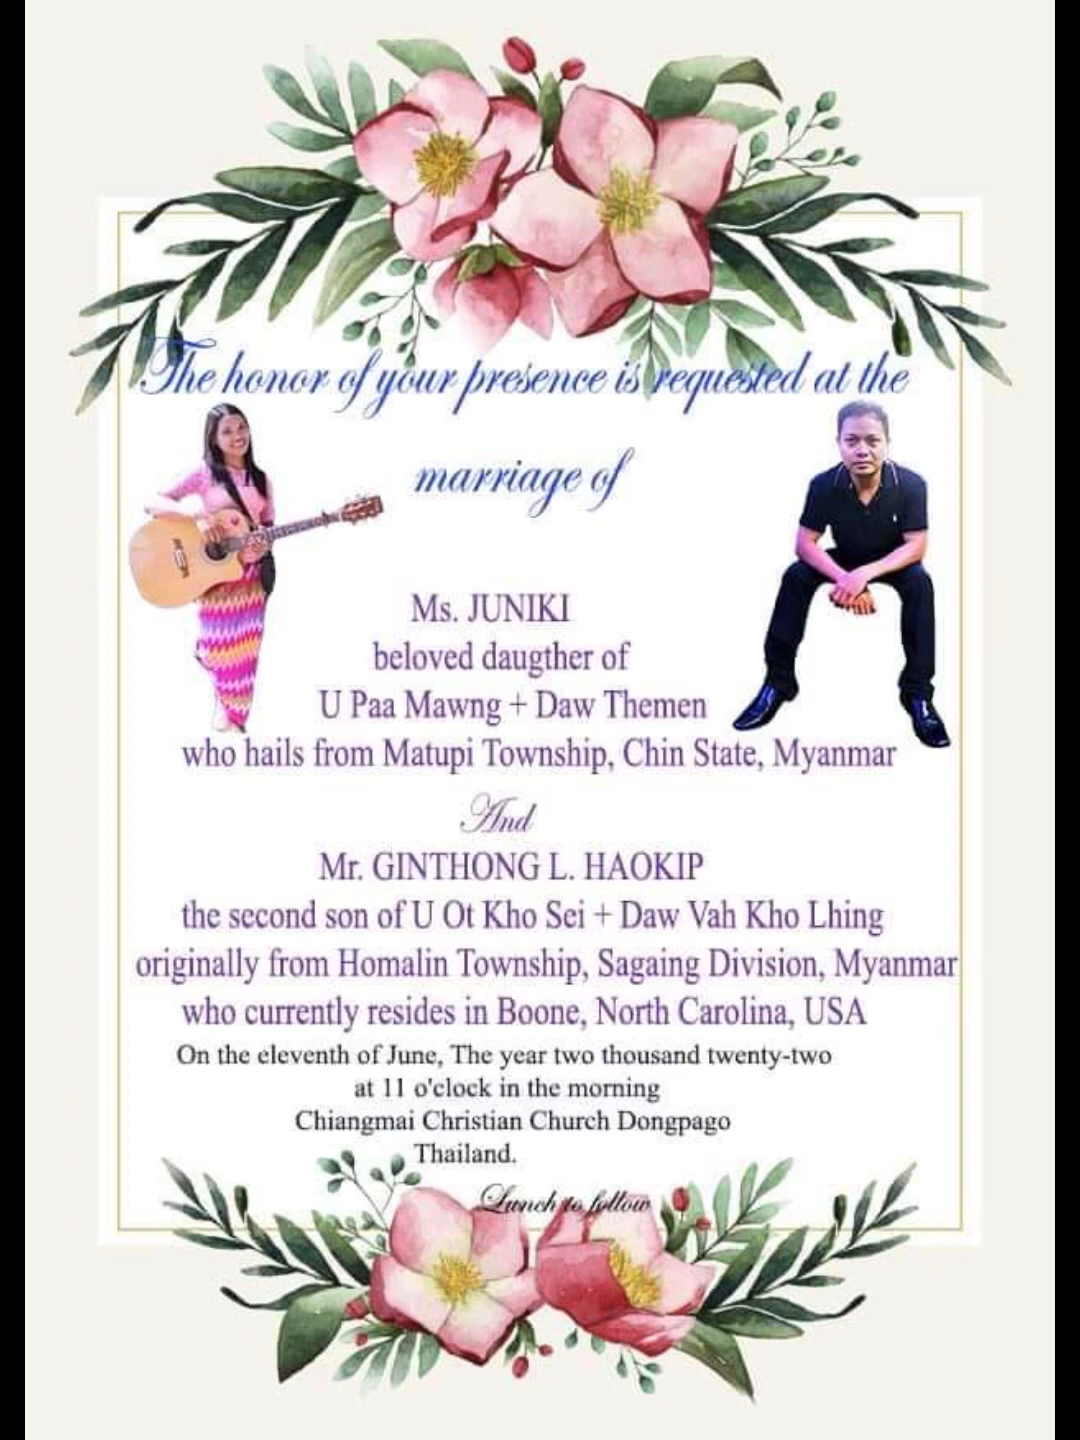 The honor of your presence is requested at the
marriage of
Ms. JUNIKI
beloved daugther of
U Paa Mawng + Daw Themen
who hails from Matupi Township, Chin State, Myanmar
And
Mr. GINTHONG L. HAOKIP
the second son of U Ot Kho Sei + Daw Vah Kho Lhing
originally from Homalin Township, Sagaing Division, Myanmar
who currently resides in Boone, North Carolina, USA
On the eleventh of June, The year two thousand twenty-two
at 11 o'clock in the morning
Chiangmai Christian Church Dongpago
Thailand.
Lunch to follow